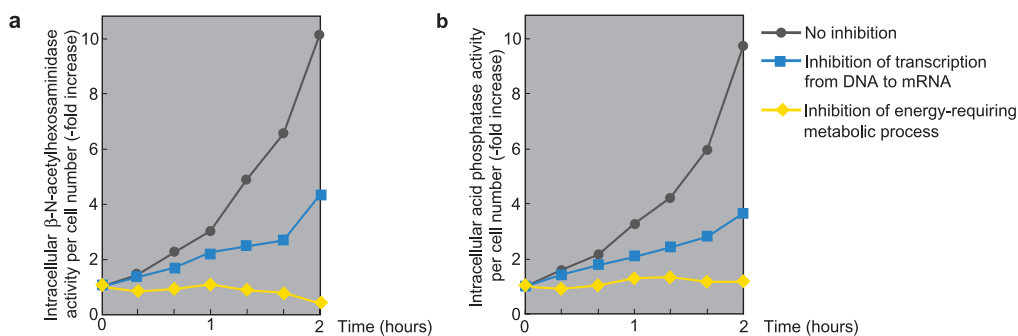 a
Intracellular β-N-acetylhexosaminidase
activity per cell number (-fold increase)
10
8
6
4
2
0
0
1
2
Time (hours)
b
Intracellular acid phosphatase activity
per cell number (-fold increase)
10
8
6
4
2
0
0
1
2
Time (hours)
No inhibition
Inhibition of transcription
from DNA to mRNA
Inhibition of energy-requiring
metabolic process